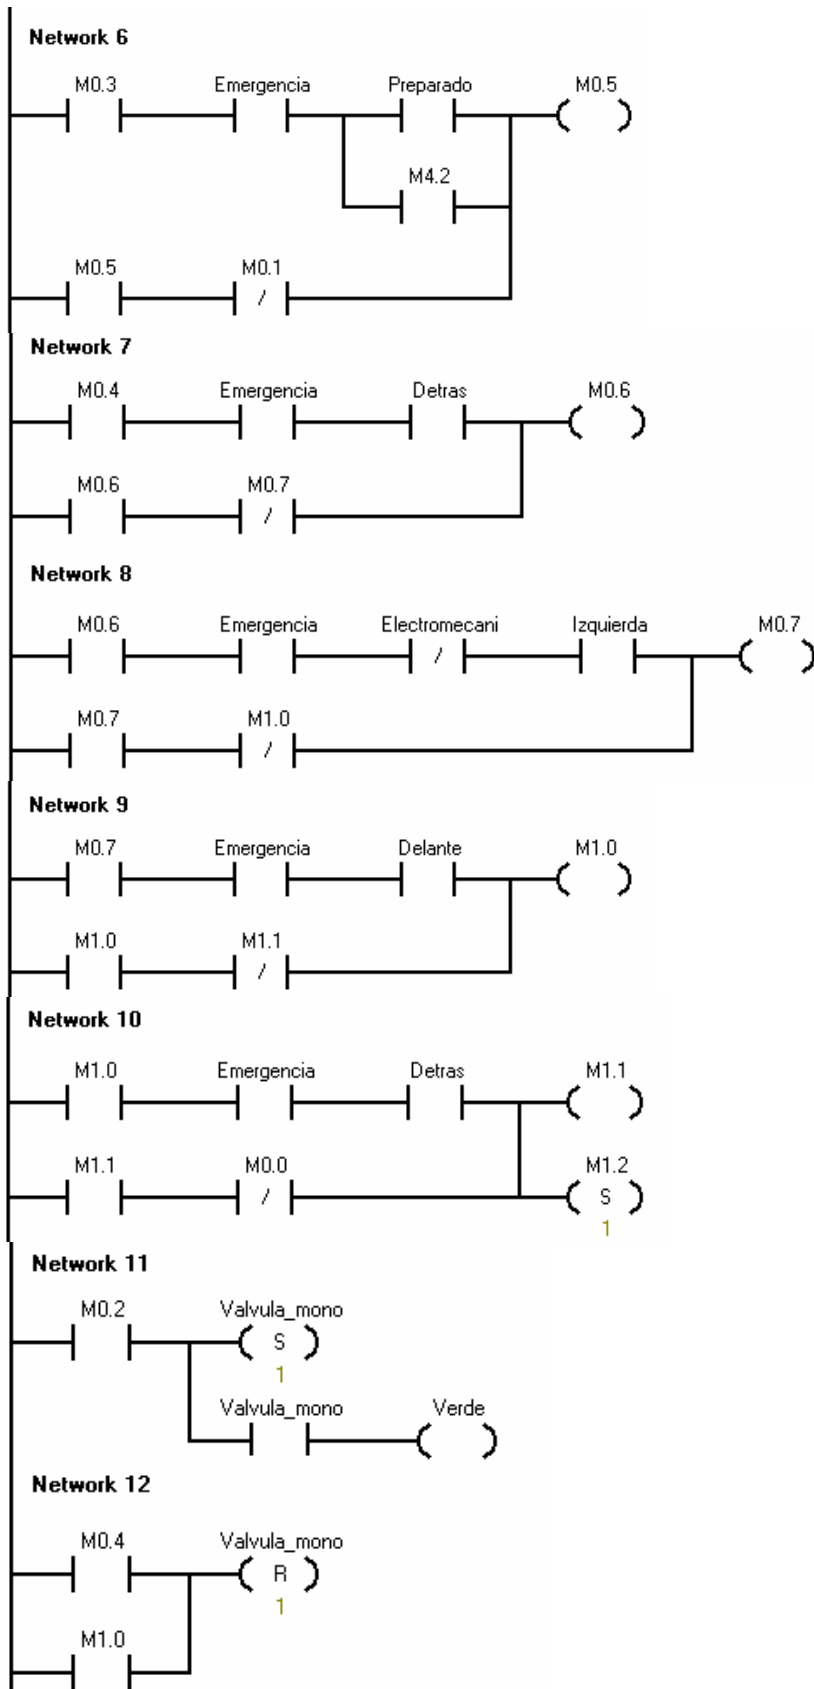 Network 6
M0.3 Emergencia Preparado M0.5
M4.2
M0.5 M0.1
/
Network 7
M0.4 Emergencia Detras M0.6
M0.6 M0.7
/
Network 8
M0.6 Emergencia Electromecani Izquierda M0.7
/
M0.7 M1.0
/
Network 9
M0.7 Emergencia Delante M1.0
M1.0 M1.1
/
Network 10
M1.0 Emergencia Detras M1.1
M1.1 M0.0 M1.2
/ S
1
Network 11
M0.2 Valvula_mono
S
1
Valvula_mono Verde
Network 12
M0.4 Valvula_mono
R
1
M1.0